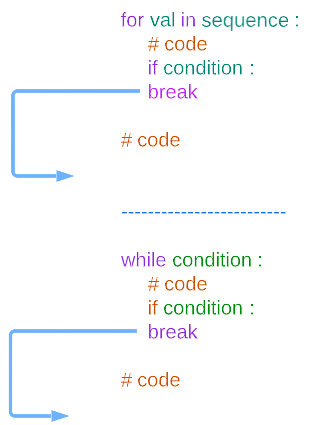 for val in sequence :
# code
if condition :
break
# code
--------------------------
while condition :
# code
if condition :
break
# code